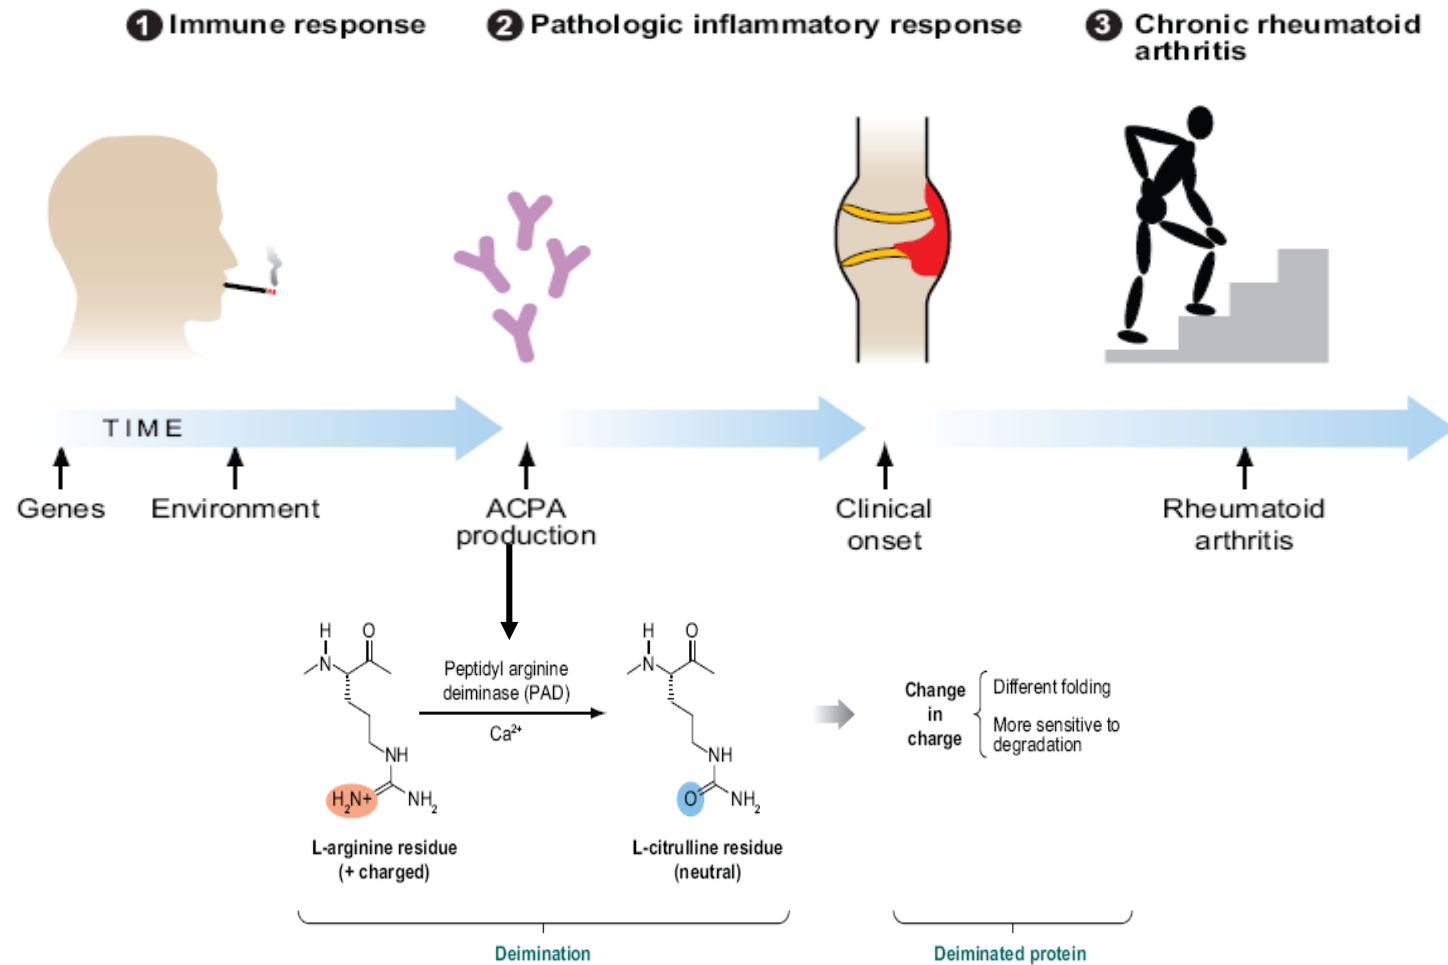 1 Immune response
2 Pathologic inflammatory response
3 Chronic rheumatoid
arthritis
TIME
Genes
Environment
ACPA
production
Clinical
onset
Rheumatoid
arthritis
H
O
N
NH
H2N+
NH2
L-arginine residue
(+ charged)
Peptidyl arginine
deiminase (PAD)
Ca2+
H
O
N
NH
O
NH2
L-citrulline residue
(neutral)
Change
in
charge
Different folding
More sensitive to
degradation
Deimination
Deiminated protein